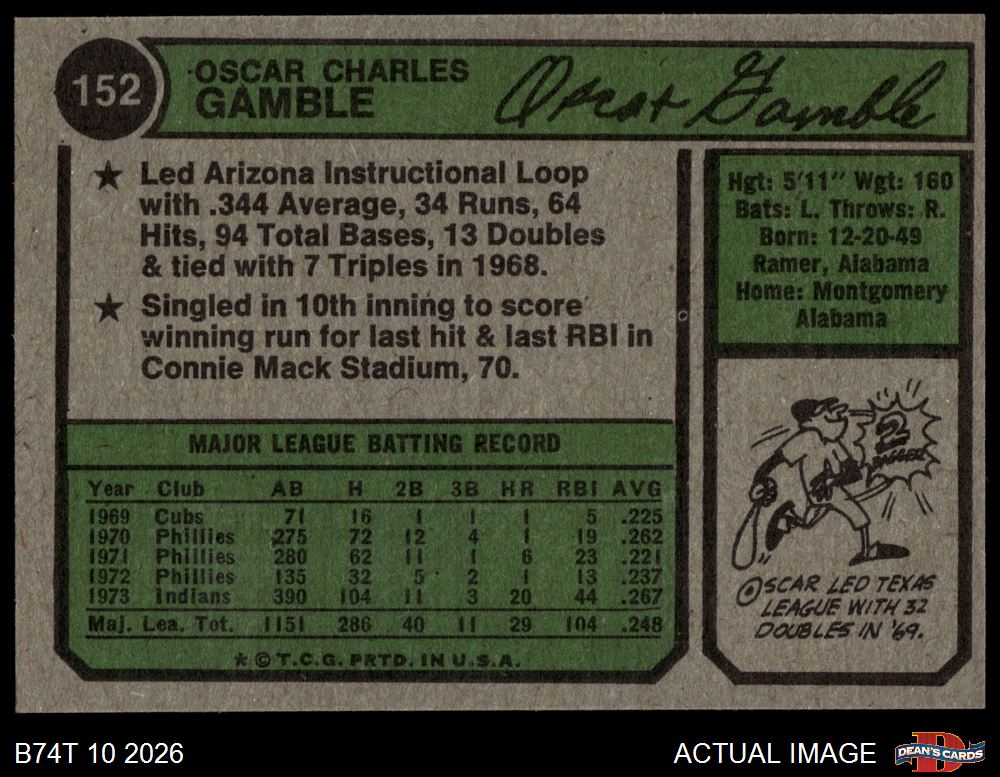 152
OSCAR CHARLES
GAMBLE
Oscar Gamble
★ Led Arizona Instructional Loop
with .344 Average, 34 Runs, 64
Hits, 94 Total Bases, 13 Doubles
& tied with 7 Triples in 1968.
★ Singled in 10th inning to score
winning run for last hit & last RBI in
Connie Mack Stadium, 70.
Hgt: 5'11" Wgt: 160
Bats: L. Throws: R.
Born: 12-20-49
Ramer, Alabama
Home: Montgomery
Alabama
MAJOR LEAGUE BATTING RECORD
Year Club AB H 2B 3B HR RBI AVG
1969 Cubs 71 16 1 1 1 5 .225
1970 Phillies 275 72 12 4 1 19 .262
1971 Phillies 280 62 11 1 6 23 .221
1972 Phillies 135 32 5 2 1 13 .237
1973 Indians 390 104 11 3 20 44 .267
Maj. Lea. Tot. 1151 286 40 11 29 104 .248
* © T.C.G. PRTD. IN U.S.A.
2
BAGGER
OSCAR LED TEXAS
LEAGUE WITH 32
DOUBLES IN '69.
B74T 10 2026
ACTUAL IMAGE
DEAN'S CARDS